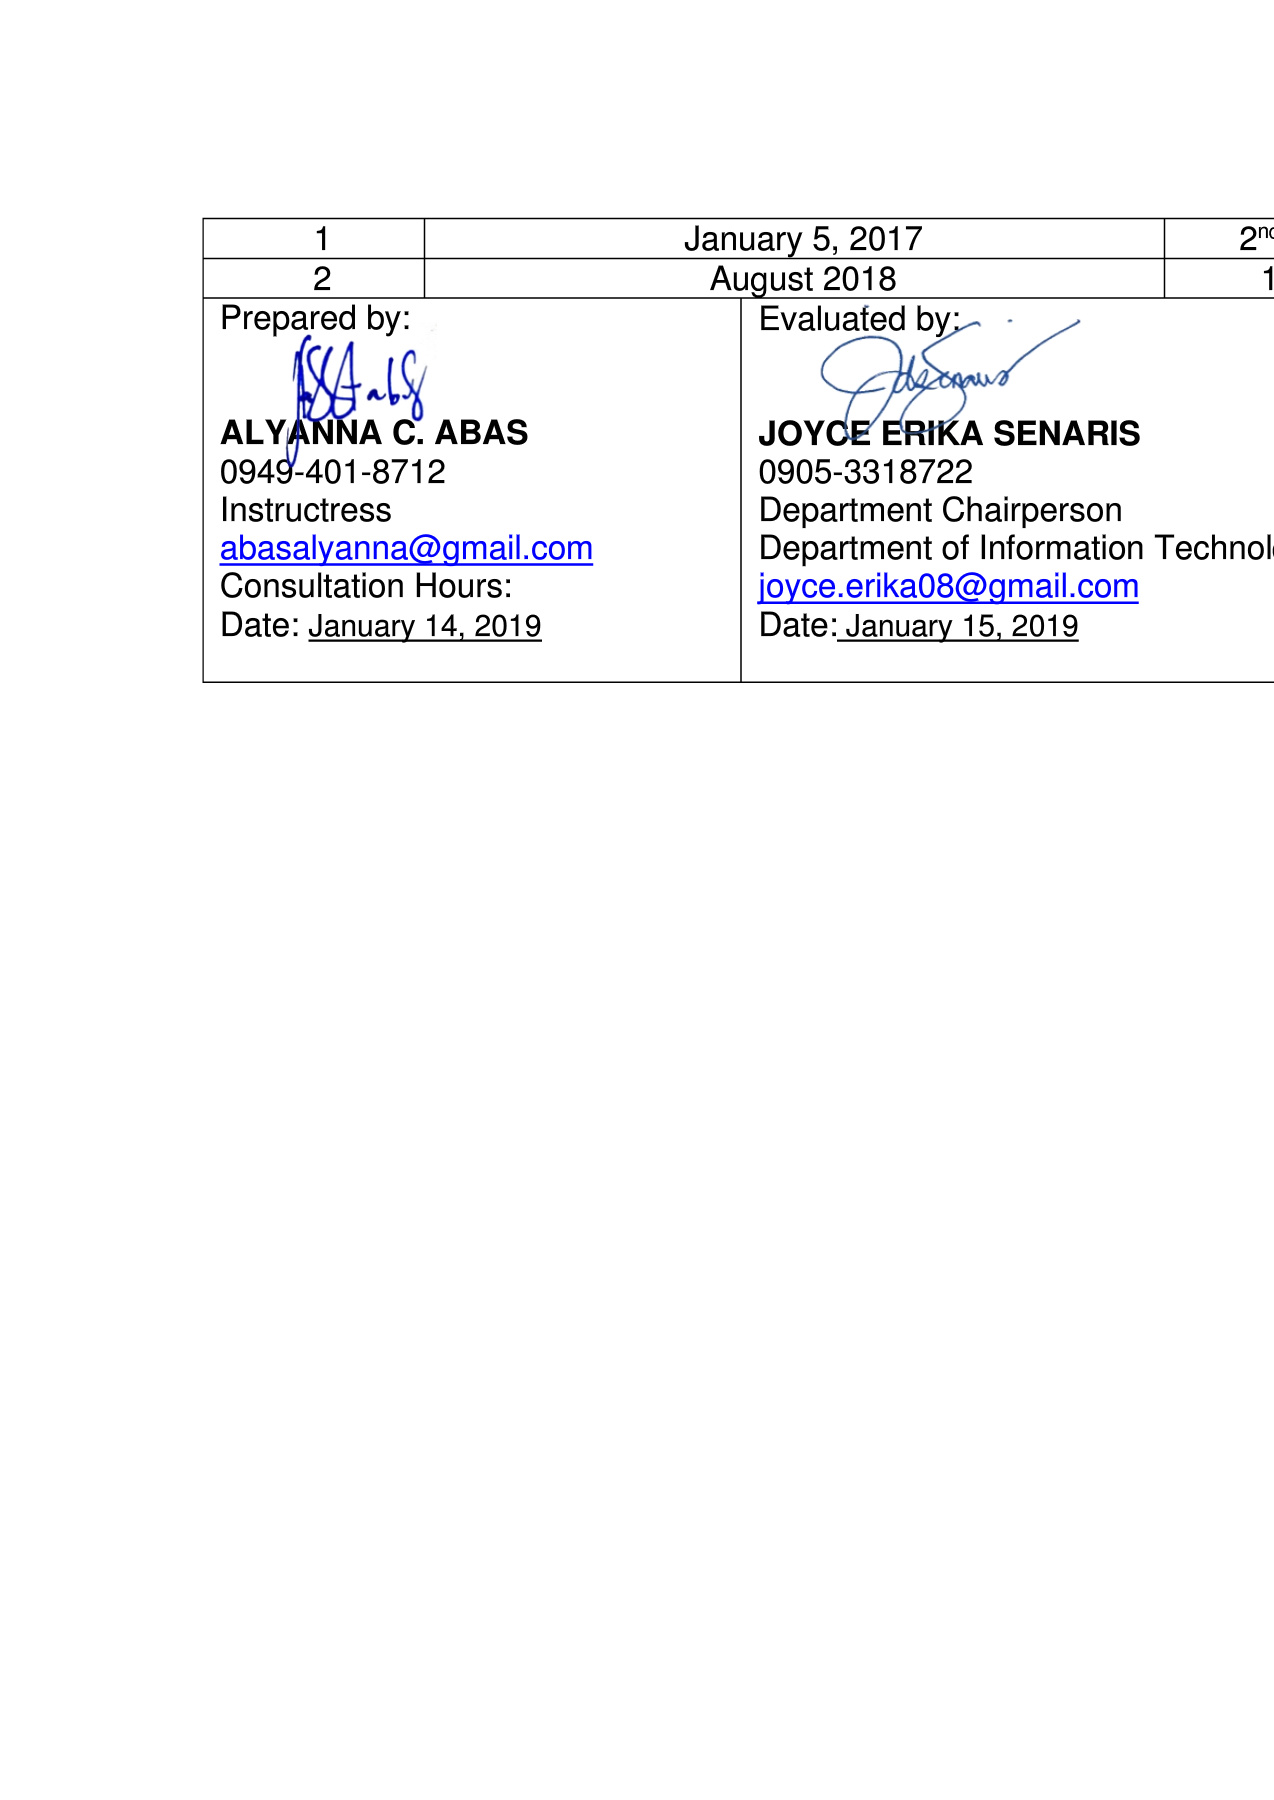 1 January 5, 2017 2nd
2 August 2018 1
Prepared by:
ALYANNA C. ABAS
0949-401-8712
Instructress
abasalyanna@gmail.com
Consultation Hours:
Date: January 14, 2019
Evaluated by:
JOYCE ERIKA SENARIS
0905-3318722
Department Chairperson
Department of Information Technol
joyce.erika08@gmail.com
Date: January 15, 2019